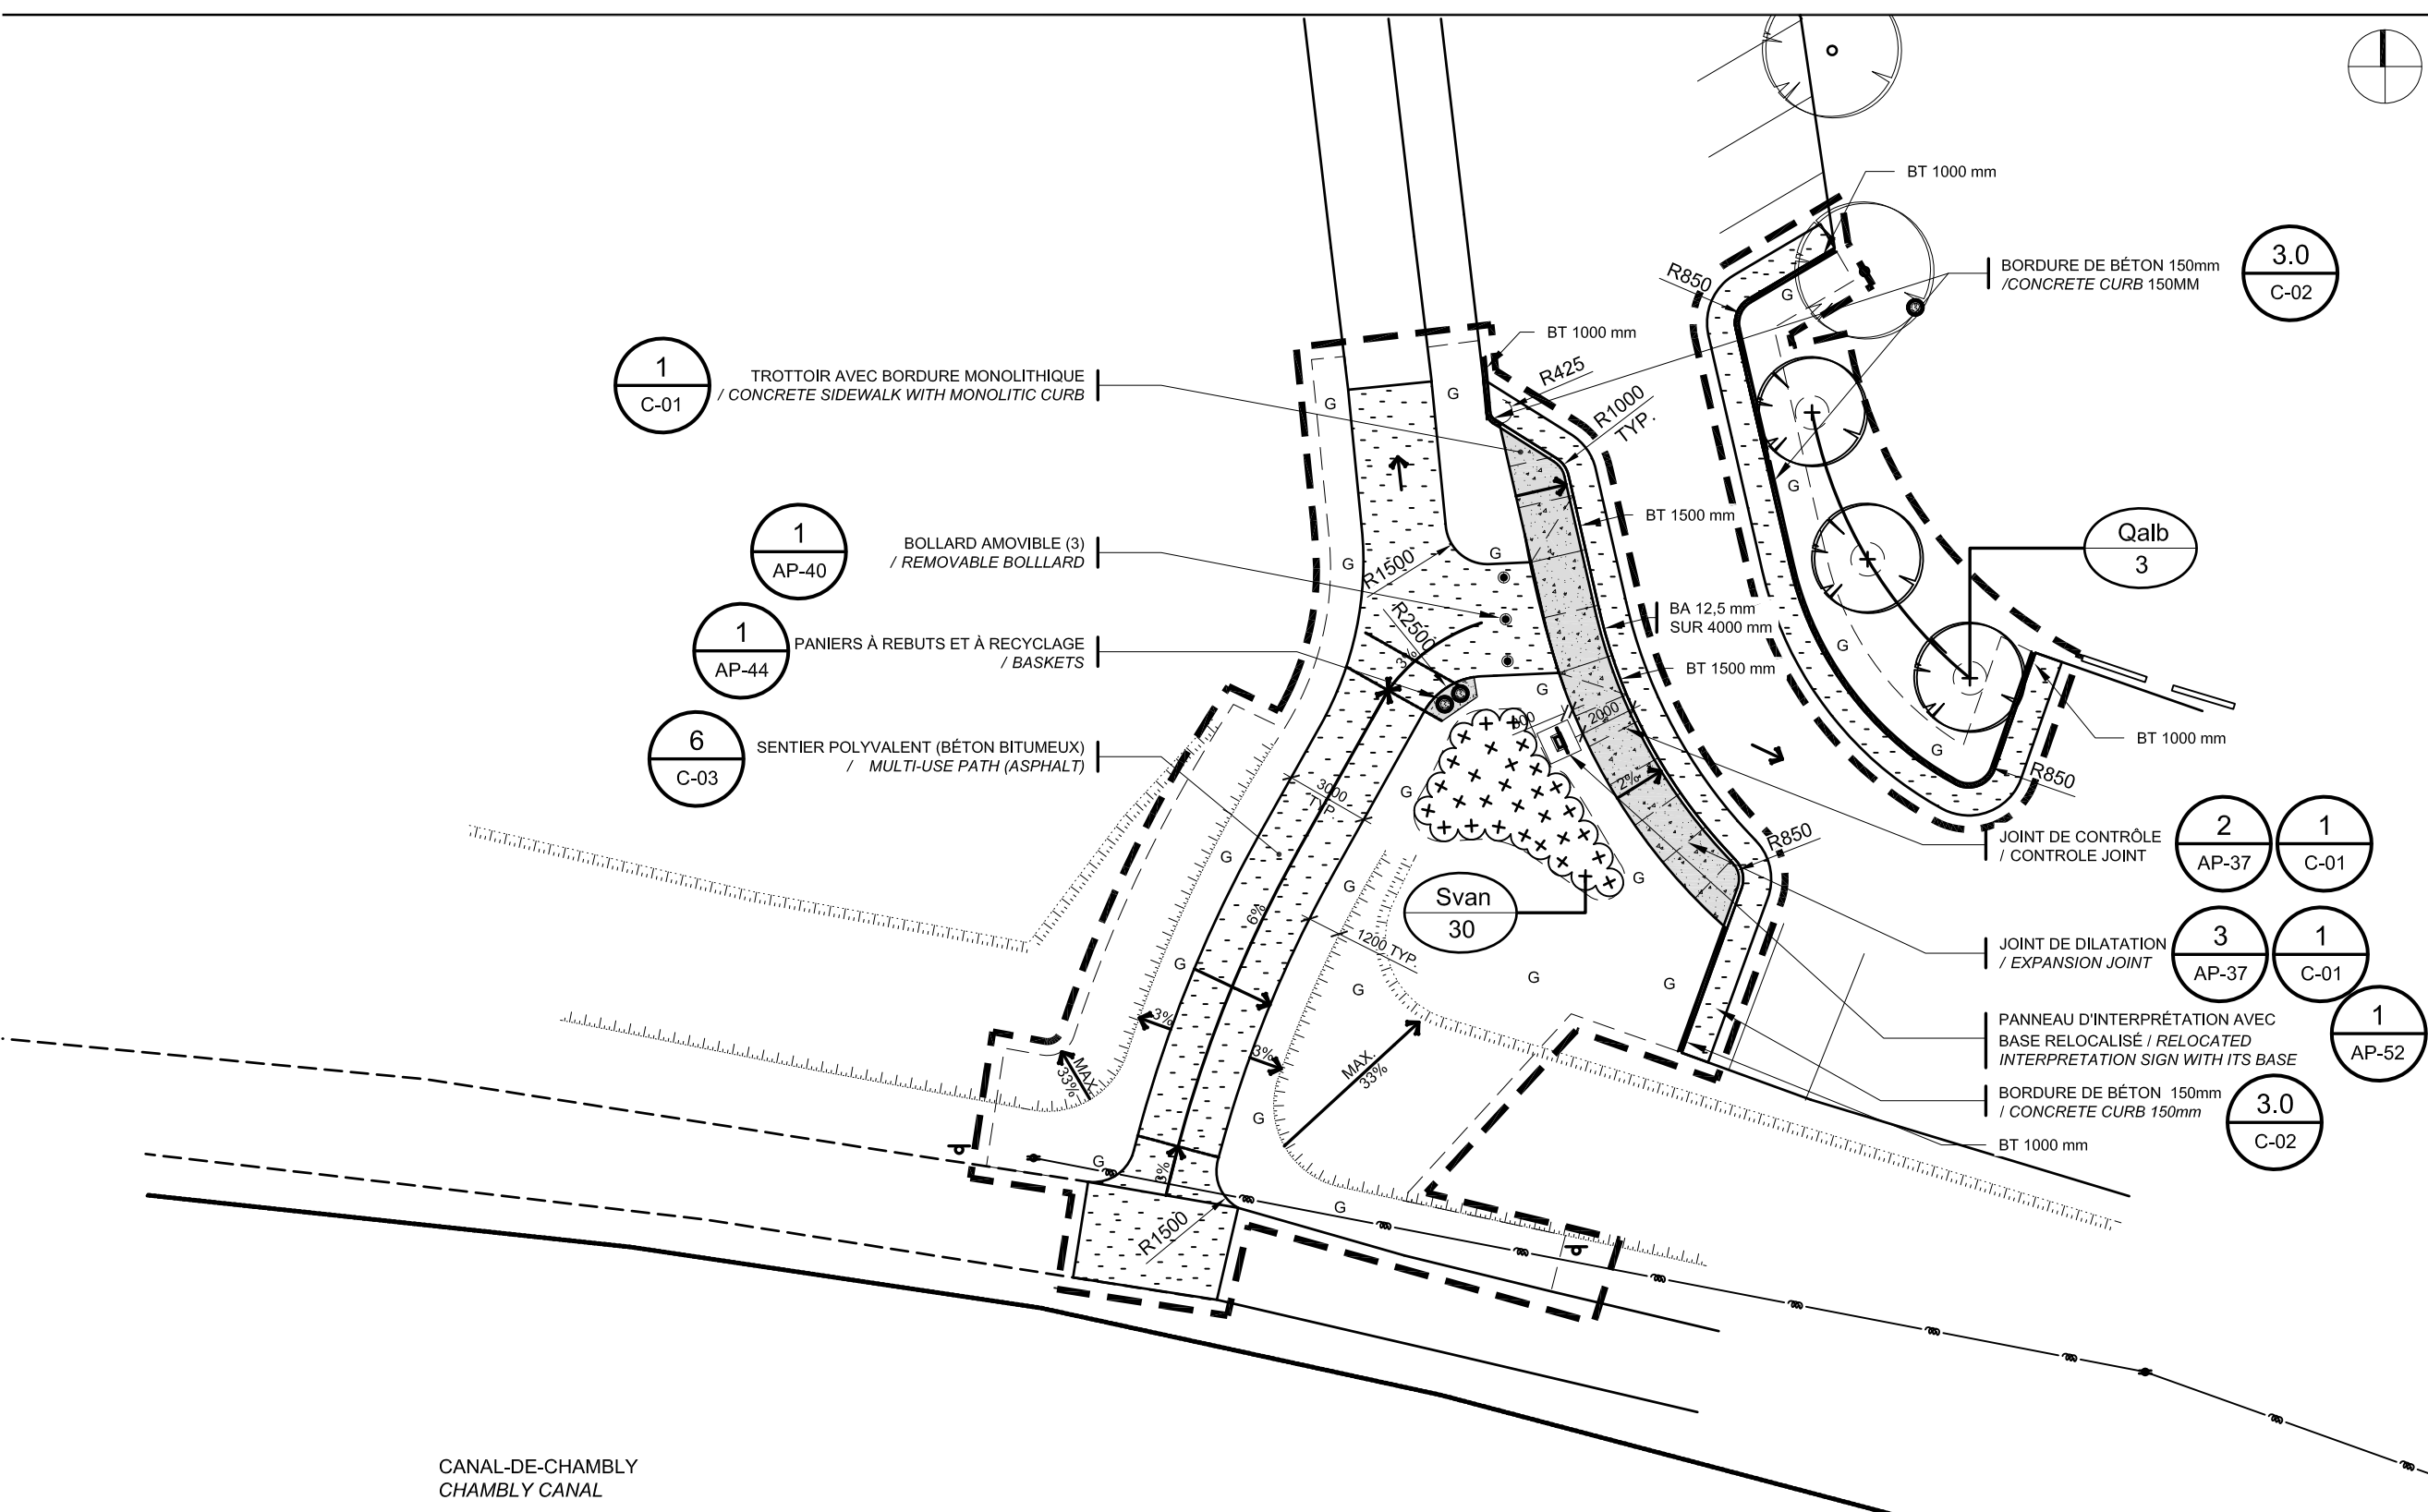 BT 1000 mm
R850
BORDURE DE BÉTON 150mm
/CONCRETE CURB 150MM
3.0
C-02
BT 1000 mm
1
C-01
TROTTOIR AVEC BORDURE MONOLITHIQUE
/ CONCRETE SIDEWALK WITH MONOLITIC CURB
R425
R1000
TYP.
G
G
G
G
BT 1500 mm
Qalb
3
1
AP-40
BOLLARD AMOVIBLE (3)
/ REMOVABLE BOLLLARD
G
G
R1500
BA 12,5 mm
SUR 4000 mm
1
AP-44
PANIERS À REBUTS ET À RECYCLAGE
/ BASKETS
R2500
3%
BT 1500 mm
G
G
2000
BT 1000 mm
6
C-03
SENTIER POLYVALENT (BÉTON BITUMEUX)
/ MULTI-USE PATH (ASPHALT)
3000
TYP.
G
2%
G
R850
R850
JOINT DE CONTRÔLE
/ CONTROLE JOINT
2
AP-37
1
C-01
G
G
G
Svan
30
6%
1200 TYP.
JOINT DE DILATATION
/ EXPANSION JOINT
3
AP-37
1
C-01
G
G
G
G
3%
3%
MAX.
33%
MAX.
33%
PANNEAU D'INTERPRÉTATION AVEC
BASE RELOCALISÉ / RELOCATED
INTERPRETATION SIGN WITH ITS BASE
1
AP-52
BORDURE DE BÉTON 150mm
/ CONCRETE CURB 150mm
3.0
C-02
BT 1000 mm
G
G
3%
G
R1500
CANAL-DE-CHAMBLY
CHAMBLY CANAL